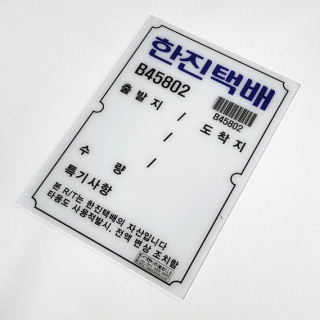 한진택배
B45802
B45802
출 발 지 / 도 착 지
/
수 량 /
특기사항
본 R/T는 한진택배의 자산입니다
타용도 사용적발시, 전액 변상 조치함